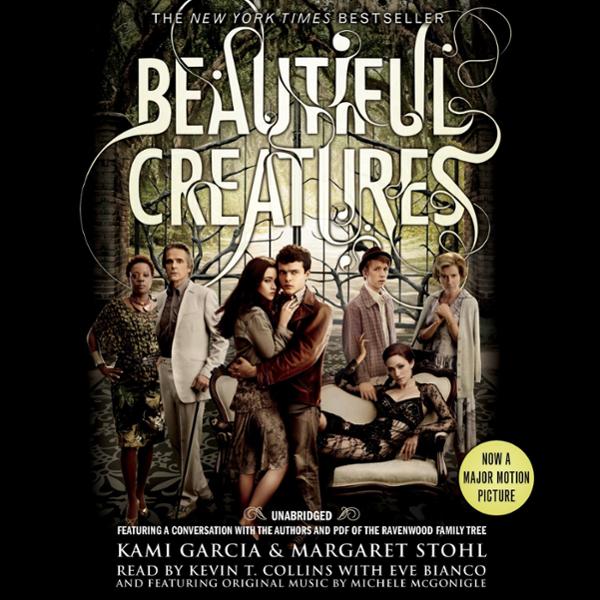 THE NEW YORK TIMES BESTSELLER
BEAUTIFUL
CREATURES
NOW A
MAJOR MOTION
PICTURE
UNABRIDGED
FEATURING A CONVERSATION WITH THE AUTHORS AND PDF OF THE RAVENWOOD FAMILY TREE
KAMI GARCIA & MARGARET STOHL
READ BY KEVIN T. COLLINS WITH EVE BIANCO
AND FEATURING ORIGINAL MUSIC BY MICHELE MCGONIGLE